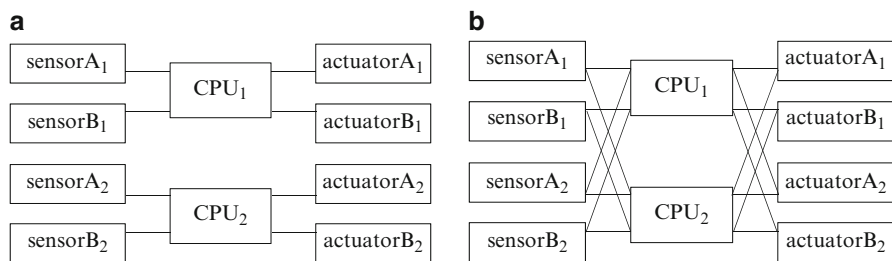 a
sensorA₁
CPU₁
actuatorA₁
sensorB₁
actuatorB₁
sensorA₂
CPU₂
actuatorA₂
sensorB₂
actuatorB₂
b
sensorA₁
CPU₁
actuatorA₁
sensorB₁
actuatorB₁
sensorA₂
CPU₂
actuatorA₂
sensorB₂
actuatorB₂